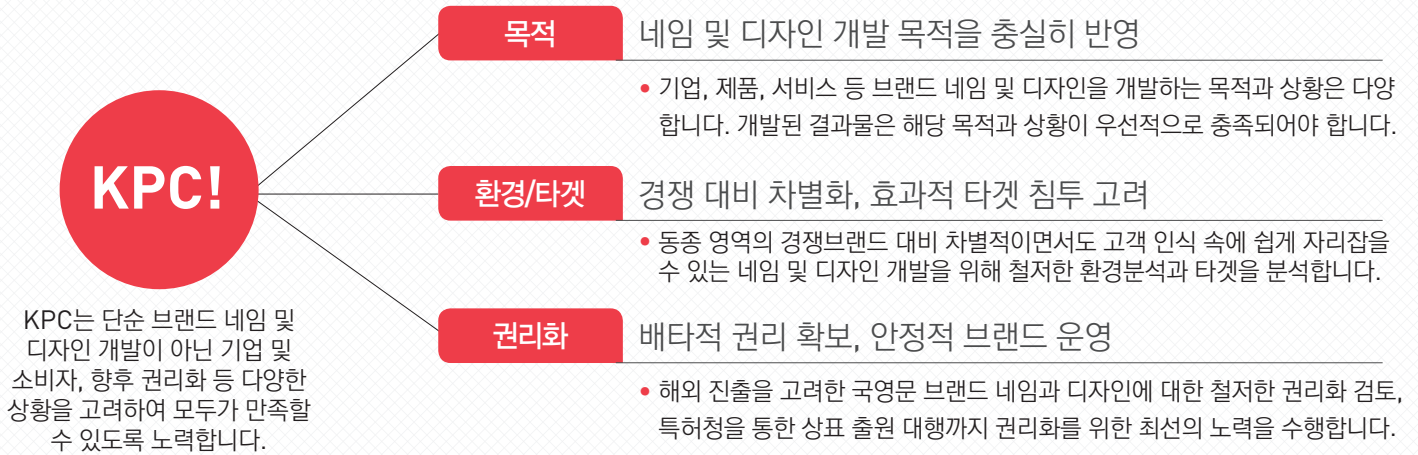 KPC!
KPC는 단순 브랜드 네임 및
디자인 개발이 아닌 기업 및
소비자, 향후 권리화 등 다양한
상황을 고려하여 모두가 만족할
수 있도록 노력합니다.
목적
네임 및 디자인 개발 목적을 충실히 반영
• 기업, 제품, 서비스 등 브랜드 네임 및 디자인을 개발하는 목적과 상황은 다양
합니다. 개발된 결과물은 해당 목적과 상황이 우선적으로 충족되어야 합니다.
환경/타겟
경쟁 대비 차별화, 효과적 타겟 침투 고려
• 동종 영역의 경쟁브랜드 대비 차별적이면서도 고객 인식 속에 쉽게 자리잡을
수 있는 네임 및 디자인 개발을 위해 철저한 환경분석과 타겟을 분석합니다.
권리화
배타적 권리 확보, 안정적 브랜드 운영
• 해외 진출을 고려한 국영문 브랜드 네임과 디자인에 대한 철저한 권리화 검토,
특허청을 통한 상표 출원 대행까지 권리화를 위한 최선의 노력을 수행합니다.